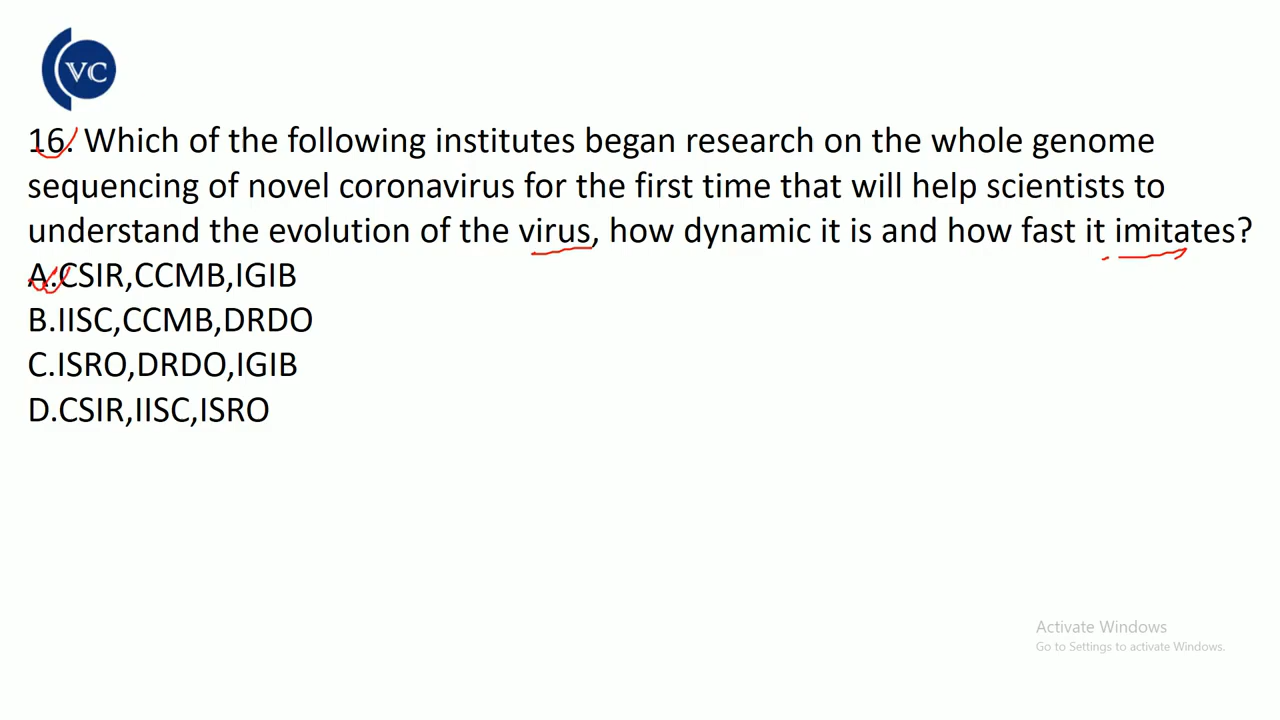 VC
16. Which of the following institutes began research on the whole genome
sequencing of novel coronavirus for the first time that will help scientists to
understand the evolution of the virus, how dynamic it is and how fast it imitates?
A.CSIR,CCMB,IGIB
B.IISC,CCMB,DRDO
C.ISRO,DRDO,IGIB
D.CSIR,IISC,ISRO
Activate Windows
Go to Settings to activate Windows.